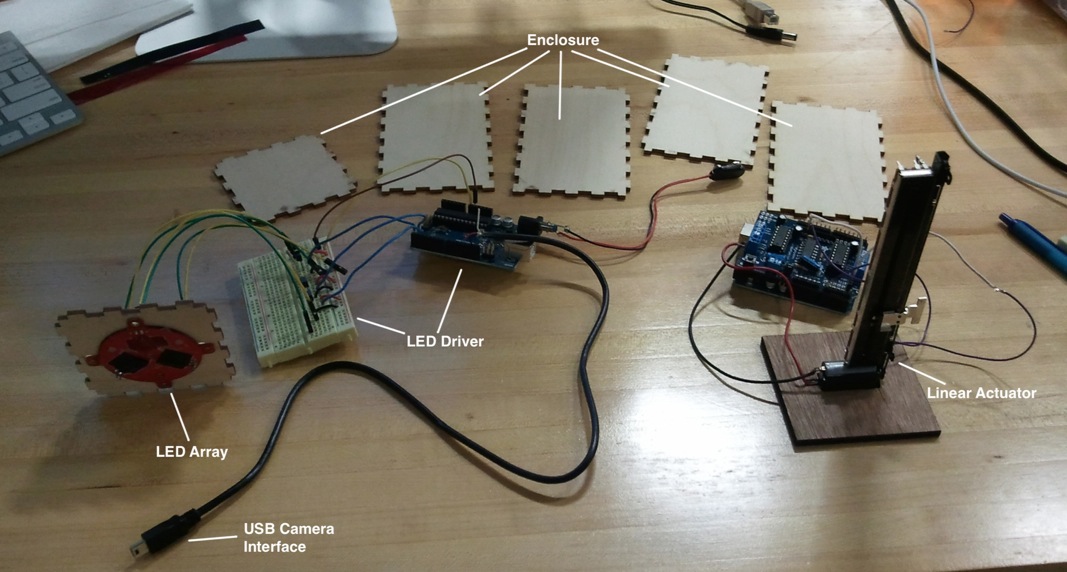 Enclosure
LED Driver
Linear Actuator
LED Array
USB Camera
Interface